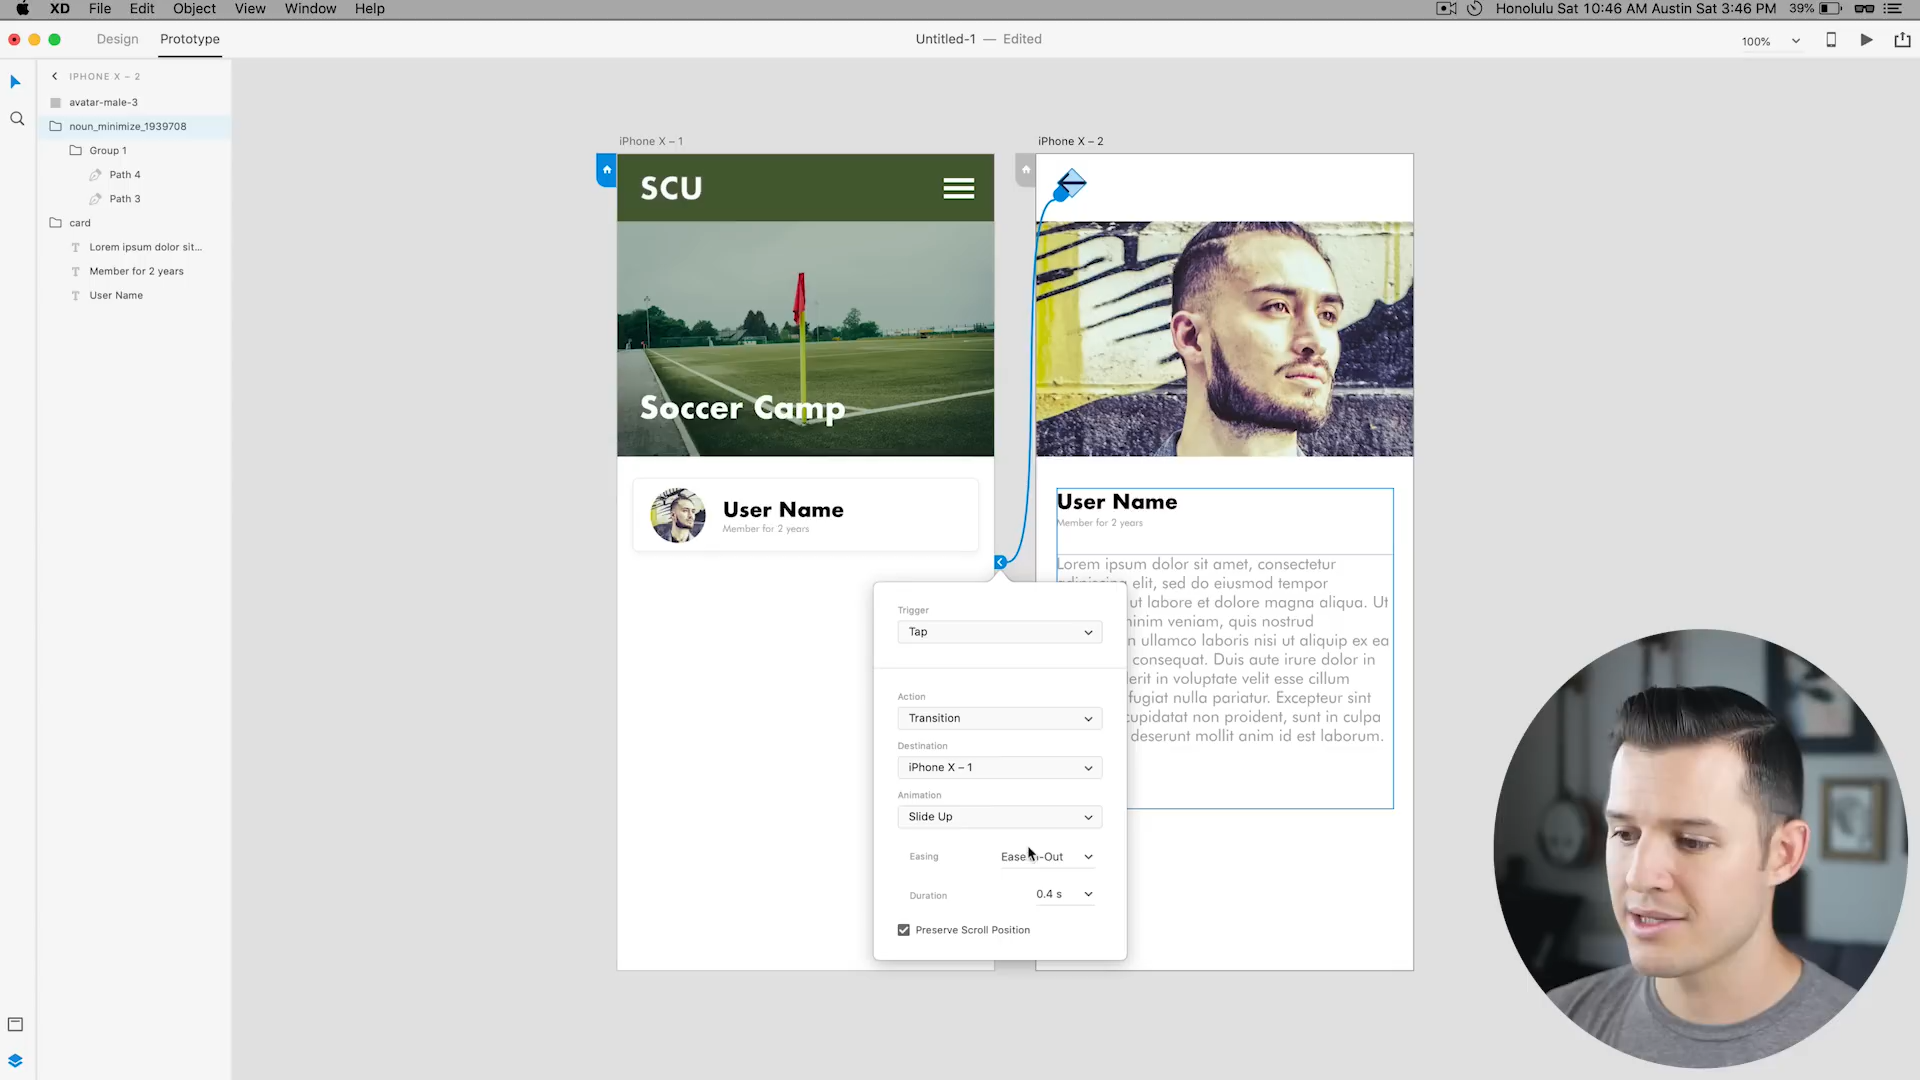 XD File Edit Object View Window Help
Honolulu Sat 10:46 AM Austin Sat 3:46 PM 39%
Design Prototype
Untitled-1 — Edited
100%
IPHONE X – 2
avatar-male-3
noun_minimize_1939708
Group 1
Path 4
Path 3
card
Lorem ipsum dolor sit...
Member for 2 years
User Name
iPhone X – 1
SCU
Soccer Camp
User Name
Member for 2 years
iPhone X – 2
User Name
Member for 2 years
Lorem ipsum dolor sit amet, consectetur
elit, sed do eiusmod tempor
ut labore et dolore magna aliqua. Ut
minim veniam, quis nostrud
ullamco laboris nisi ut aliquip ex ea
consequat. Duis aute irure dolor in
in voluptate velit esse cillum
fugiat nulla pariatur. Excepteur sint
cupidatat non proident, sunt in culpa
deserunt mollit anim id est laborum.
Trigger
Tap
Action
Transition
Destination
iPhone X – 1
Animation
Slide Up
Easing
Ease In-Out
Duration
0.4 s
Preserve Scroll Position